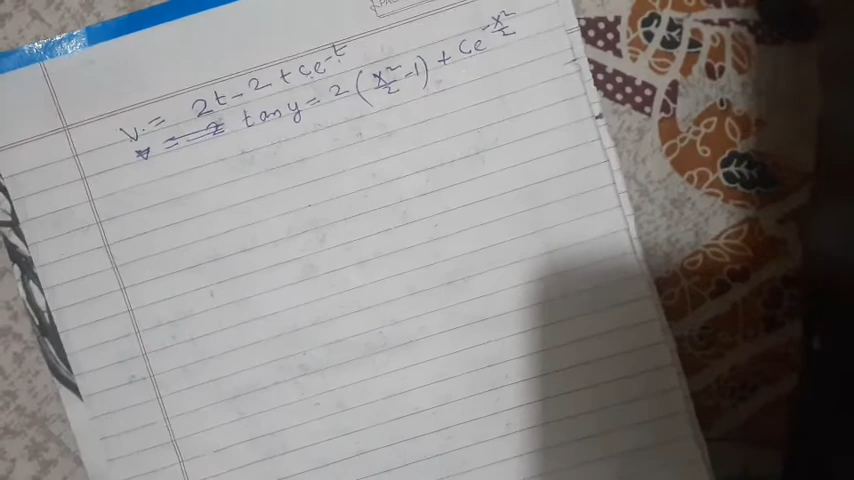 V = 2t - 2 + Ce^{-t}
tan y = 2 (x²/2 - 1) + Ce^{-x²/2}